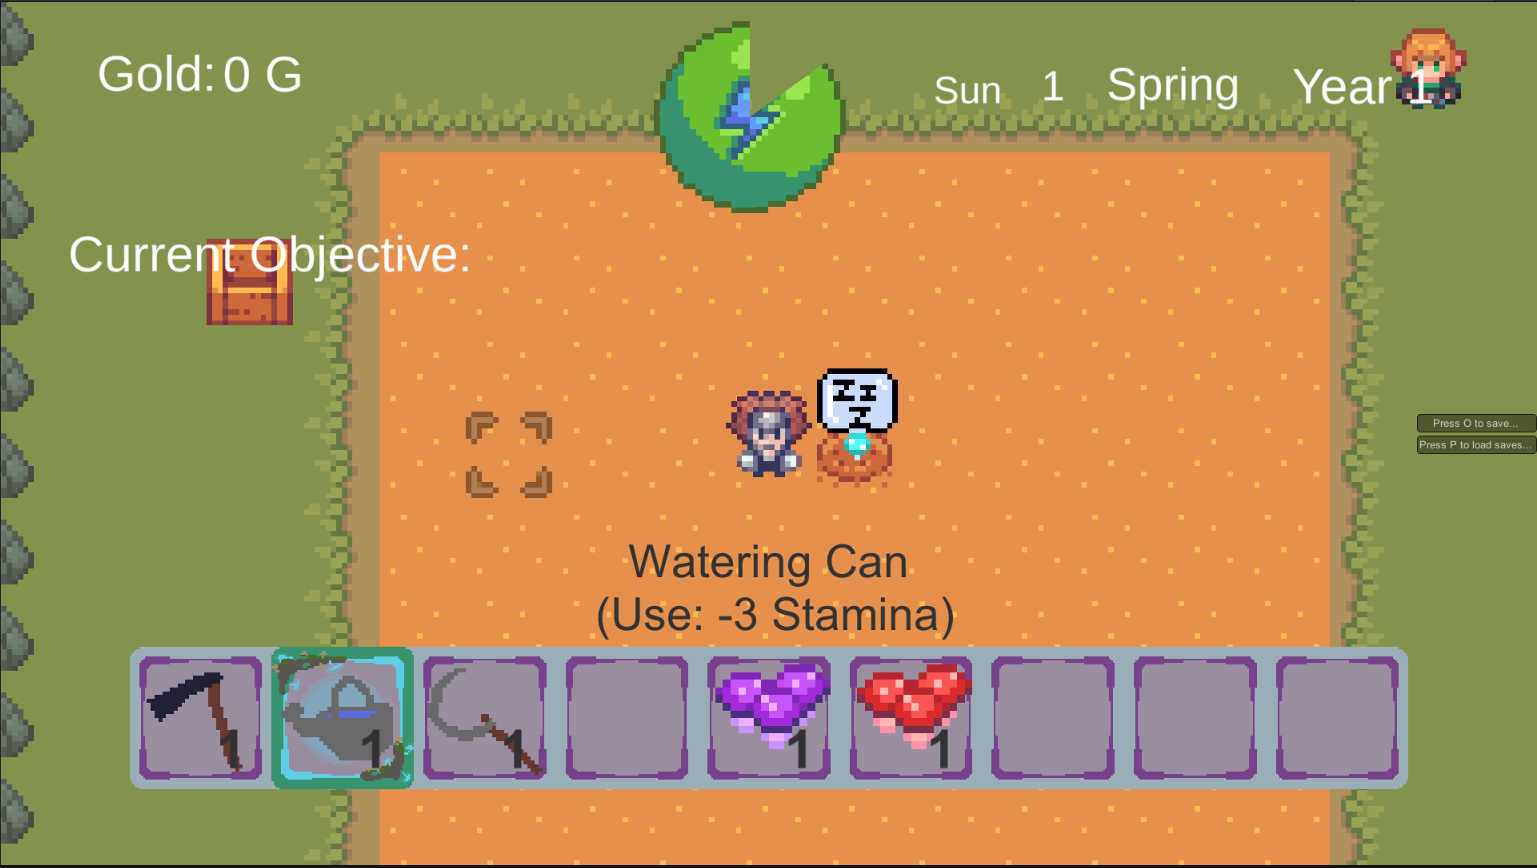 Gold: 0 G
Sun 1 Spring Year 1
Current Objective:
Z Z
Z
Press O to save...
Press P to load saves...
Watering Can
(Use: -3 Stamina)
1 1 1 1 1